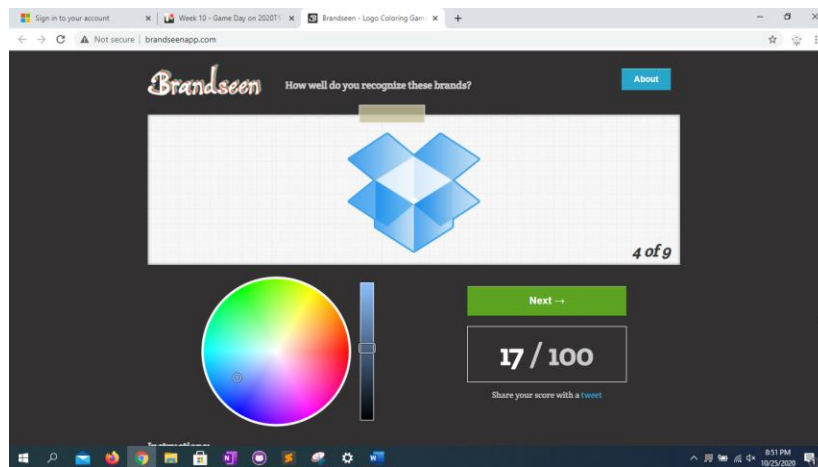 Sign in to your account
Week 10 - Game Day on 2020T
Brandseen - Logo Coloring Gam
Not secure
brandseenapp.com
Brandseen
How well do you recognize these brands?
About
4 of 9
Next →
17 / 100
Share your score with a tweet
8:51 PM
10/25/2020